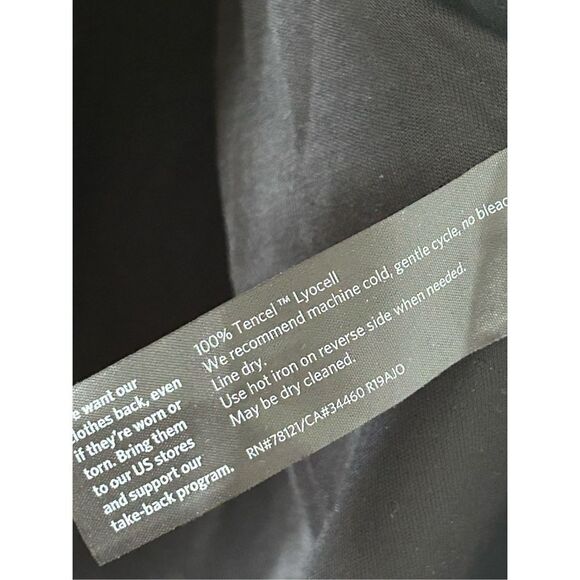 100% Tencel™ Lyocell
We recommend machine cold, gentle cycle, no bleac
Line dry.
Use hot iron on reverse side when needed.
May be dry cleaned.
RN#78121/CA#34460 R19AJO
e want our
lothes back, even
if they're worn or
torn. Bring them
to our US stores
and support our
take-back program.